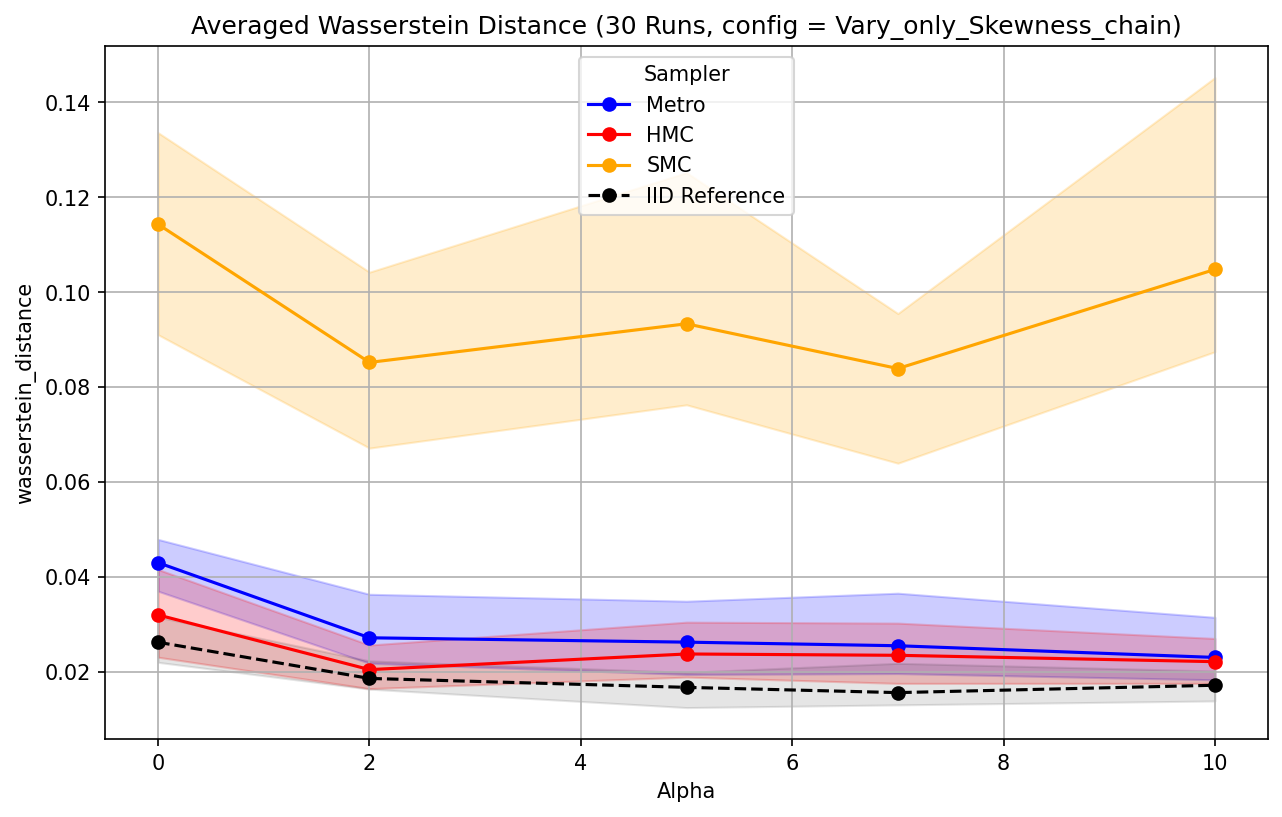 Averaged Wasserstein Distance (30 Runs, config = Vary_only_Skewness_chain)
Sampler
Metro
HMC
SMC
IID Reference
wasserstein_distance
0.14
0.12
0.10
0.08
0.06
0.04
0.02
0 2 4 6 8 10
Alpha